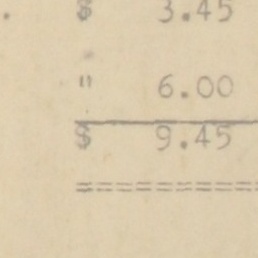 . $ 3.45
" 6.00
$ 9.45
==========